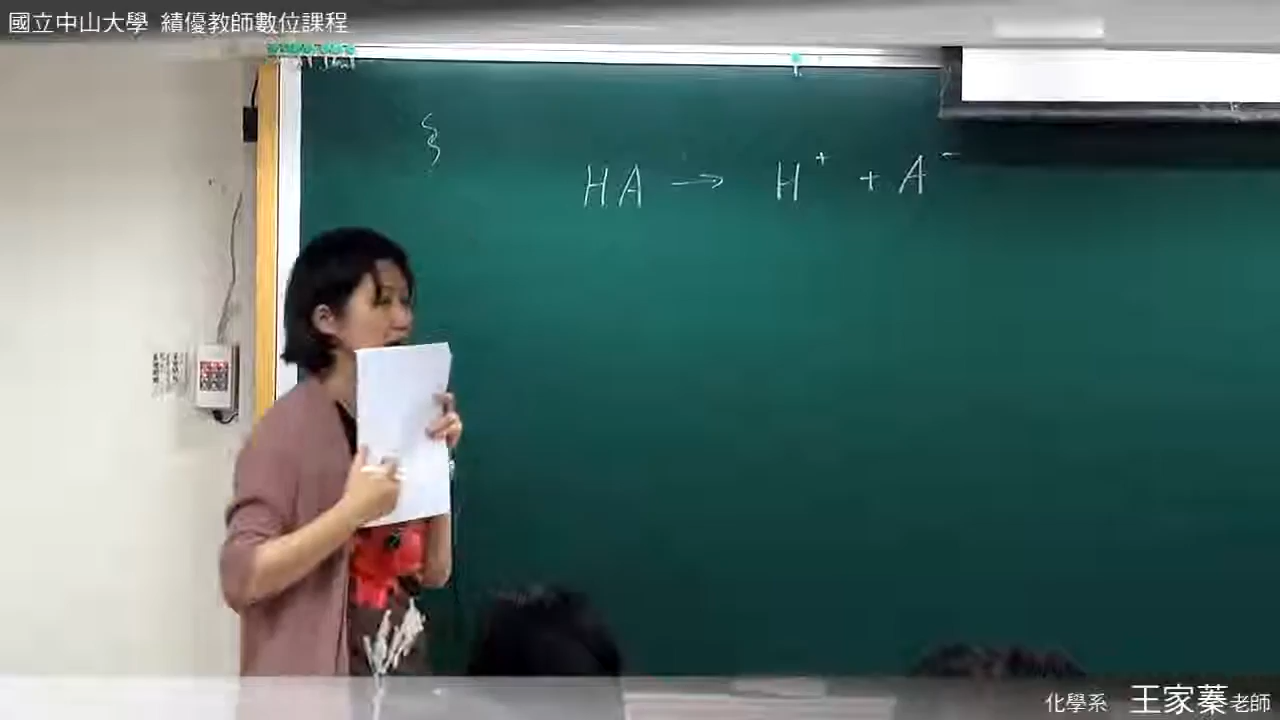 國立中山大學 績優教師數位課程
HA → H⁺ + A⁻
化學系 王家蓁老師